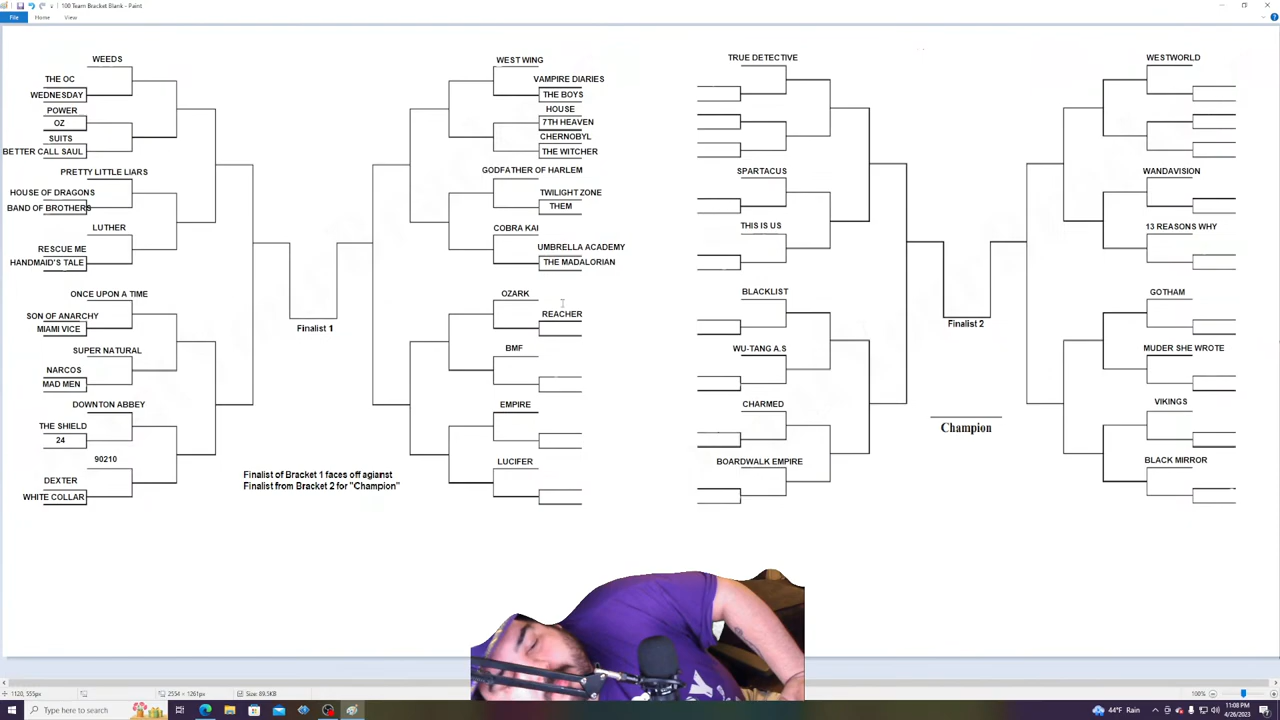 100 Team Bracket Blank - Paint
File Home View
WEEDS
THE OC
WEDNESDAY
POWER
OZ
SUITS
BETTER CALL SAUL
PRETTY LITTLE LIARS
HOUSE OF DRAGONS
BAND OF BROTHERS
LUTHER
RESCUE ME
HANDMAID'S TALE
ONCE UPON A TIME
SON OF ANARCHY
MIAMI VICE
SUPER NATURAL
NARCOS
MAD MEN
DOWNTON ABBEY
THE SHIELD
24
90210
DEXTER
WHITE COLLAR
Finalist 1
Finalist of Bracket 1 faces off agianst
Finalist from Bracket 2 for "Champion"
WEST WING
VAMPIRE DIARIES
THE BOYS
HOUSE
7TH HEAVEN
CHERNOBYL
THE WITCHER
GODFATHER OF HARLEM
TWILIGHT ZONE
THEM
COBRA KAI
UMBRELLA ACADEMY
THE MADALORIAN
OZARK
REACHER
BMF
EMPIRE
LUCIFER
TRUE DETECTIVE
SPARTACUS
THIS IS US
BLACKLIST
WU-TANG A.S
CHARMED
BOARDWALK EMPIRE
Finalist 2
Champion
WESTWORLD
WANDAVISION
13 REASONS WHY
GOTHAM
MUDER SHE WROTE
VIKINGS
BLACK MIRROR
1120, 555px
2554 × 1261px
Size: 89.5KB
100%
Type here to search
44°F Rain
11:08 PM
4/26/2023